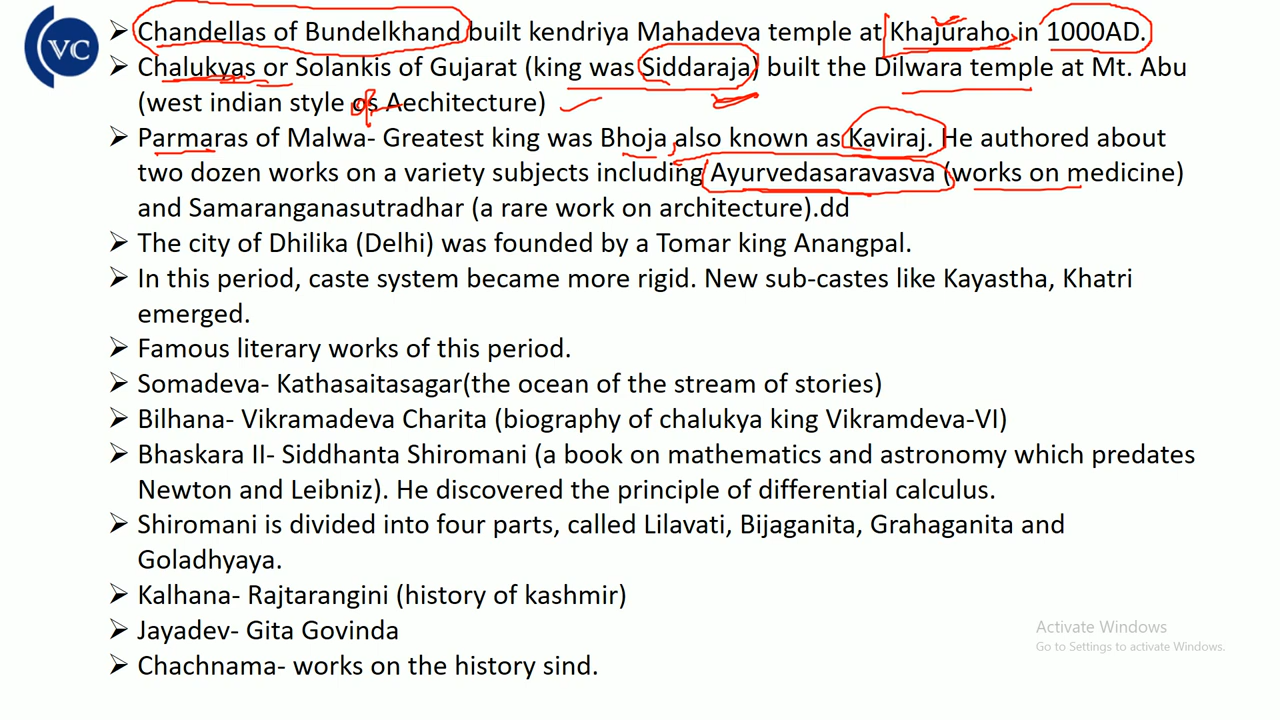 VC
➢ Chandellas of Bundelkhand built kendriya Mahadeva temple at Khajuraho in 1000AD.
➢ Chalukyas or Solankis of Gujarat (king was Siddaraja) built the Dilwara temple at Mt. Abu
(west indian style of Aechitecture)
➢ Parmaras of Malwa- Greatest king was Bhoja ,also known as Kaviraj. He authored about
two dozen works on a variety subjects including Ayurvedasaravasva (works on medicine)
and Samaranganasutradhar (a rare work on architecture).dd
➢ The city of Dhilika (Delhi) was founded by a Tomar king Anangpal.
➢ In this period, caste system became more rigid. New sub-castes like Kayastha, Khatri
emerged.
➢ Famous literary works of this period.
➢ Somadeva- Kathasaitasagar(the ocean of the stream of stories)
➢ Bilhana- Vikramadeva Charita (biography of chalukya king Vikramdeva-VI)
➢ Bhaskara II- Siddhanta Shiromani (a book on mathematics and astronomy which predates
Newton and Leibniz). He discovered the principle of differential calculus.
➢ Shiromani is divided into four parts, called Lilavati, Bijaganita, Grahaganita and
Goladhyaya.
➢ Kalhana- Rajtarangini (history of kashmir)
➢ Jayadev- Gita Govinda
➢ Chachnama- works on the history sind.
Activate Windows
Go to Settings to activate Windows.